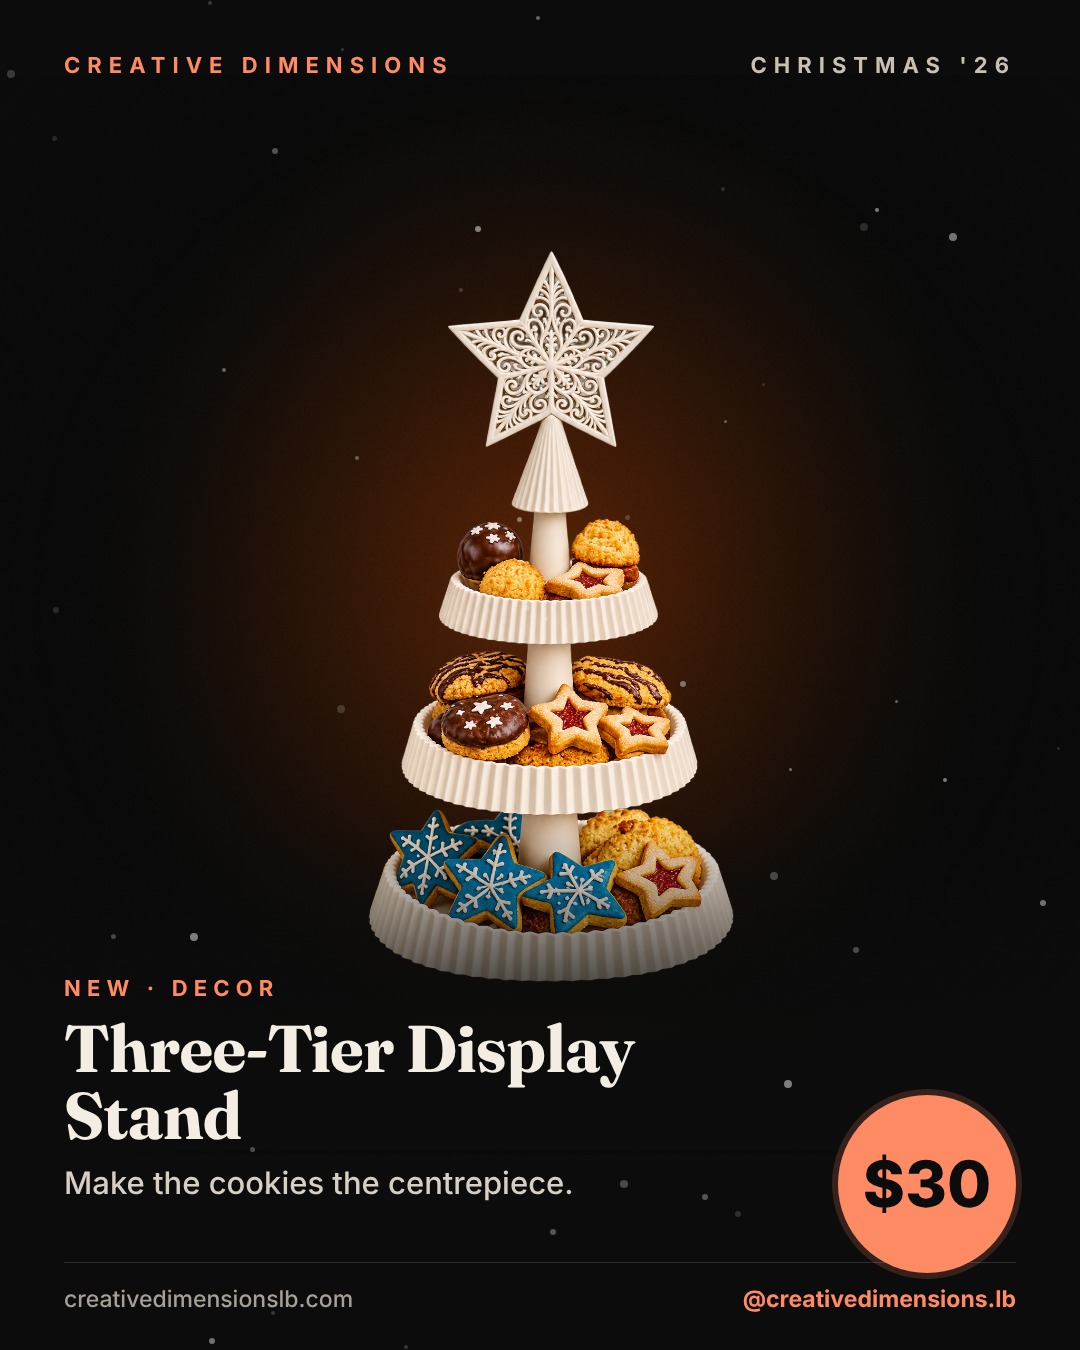 CREATIVE DIMENSIONS
CHRISTMAS '26
NEW · DECOR
Three-Tier Display
Stand
Make the cookies the centrepiece.
$30
creativedimensionslb.com
@creativedimensions.lb